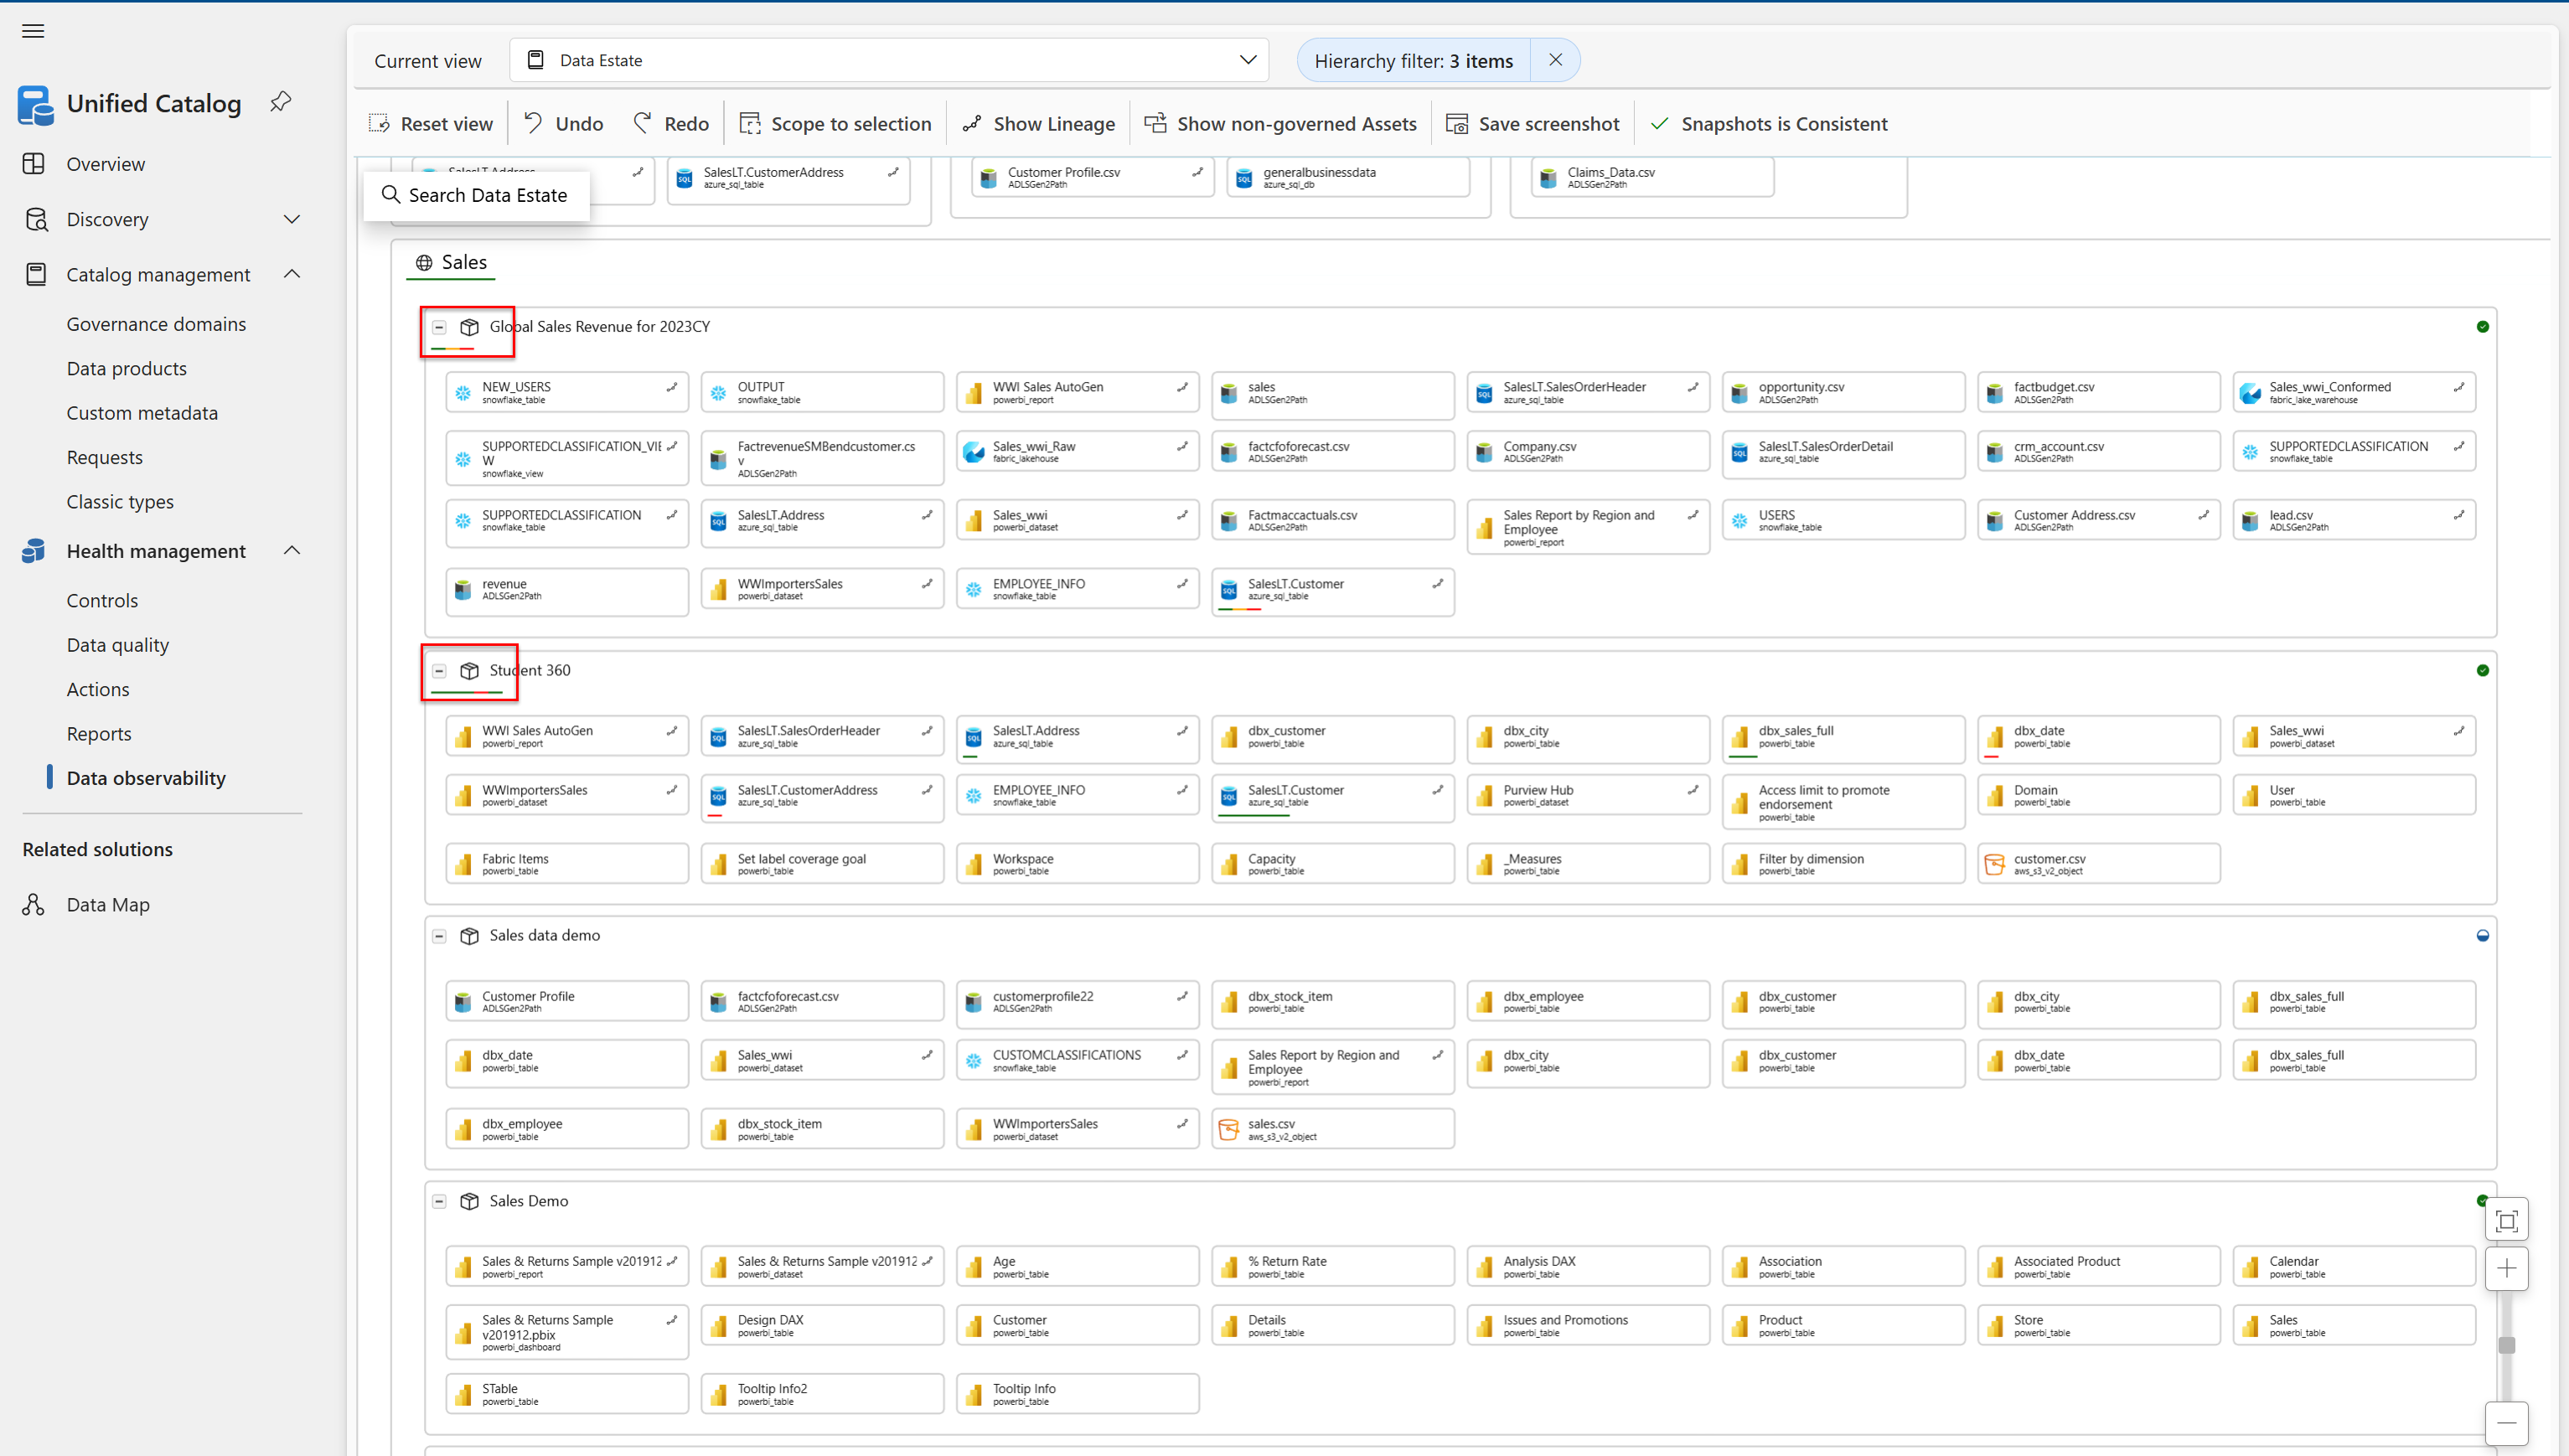 Current view
Data Estate
Hierarchy filter: 3 items
Unified Catalog
Overview
Discovery
Catalog management
Governance domains
Data products
Custom metadata
Requests
Classic types
Health management
Controls
Data quality
Actions
Reports
Data observability
Related solutions
Data Map
Reset view
Undo
Redo
Scope to selection
Show Lineage
Show non-governed Assets
Save screenshot
Snapshots is Consistent
Search Data Estate
SalesLT.Address
SalesLT.CustomerAddress
azure_sql_table
Customer Profile.csv
ADLSGen2Path
generalbusinessdata
azure_sql_db
Claims_Data.csv
ADLSGen2Path
Sales
Global Sales Revenue for 2023CY
NEW_USERS
snowflake_table
OUTPUT
snowflake_table
WWI Sales AutoGen
powerbi_report
sales
ADLSGen2Path
SalesLT.SalesOrderHeader
azure_sql_table
opportunity.csv
ADLSGen2Path
factbudget.csv
ADLSGen2Path
Sales_wwi_Conformed
fabric_lake_warehouse
SUPPORTEDCLASSIFICATION_VIE
W
snowflake_view
FactrevenueSMBendcustomer.cs
v
ADLSGen2Path
Sales_wwi_Raw
fabric_lakehouse
factcfoforecast.csv
ADLSGen2Path
Company.csv
ADLSGen2Path
SalesLT.SalesOrderDetail
azure_sql_table
crm_account.csv
ADLSGen2Path
SUPPORTEDCLASSIFICATION
snowflake_table
SUPPORTEDCLASSIFICATION
snowflake_table
SalesLT.Address
azure_sql_table
Sales_wwi
powerbi_dataset
Factmaccactuals.csv
ADLSGen2Path
Sales Report by Region and
Employee
powerbi_report
USERS
snowflake_table
Customer Address.csv
ADLSGen2Path
lead.csv
ADLSGen2Path
revenue
ADLSGen2Path
WWImportersSales
powerbi_dataset
EMPLOYEE_INFO
snowflake_table
SalesLT.Customer
azure_sql_table
Student 360
WWI Sales AutoGen
powerbi_report
SalesLT.SalesOrderHeader
azure_sql_table
SalesLT.Address
azure_sql_table
dbx_customer
powerbi_table
dbx_city
powerbi_table
dbx_sales_full
powerbi_table
dbx_date
powerbi_table
Sales_wwi
powerbi_dataset
WWImportersSales
powerbi_dataset
SalesLT.CustomerAddress
azure_sql_table
EMPLOYEE_INFO
snowflake_table
SalesLT.Customer
azure_sql_table
Purview Hub
powerbi_dataset
Access limit to promote
endorsement
powerbi_table
Domain
powerbi_table
User
powerbi_table
Fabric Items
powerbi_table
Set label coverage goal
powerbi_table
Workspace
powerbi_table
Capacity
powerbi_table
_Measures
powerbi_table
Filter by dimension
powerbi_table
customer.csv
aws_s3_v2_object
Sales data demo
Customer Profile
ADLSGen2Path
factcfoforecast.csv
ADLSGen2Path
customerprofile22
ADLSGen2Path
dbx_stock_item
powerbi_table
dbx_employee
powerbi_table
dbx_customer
powerbi_table
dbx_city
powerbi_table
dbx_sales_full
powerbi_table
dbx_date
powerbi_table
Sales_wwi
powerbi_dataset
CUSTOMCLASSIFICATIONS
snowflake_table
Sales Report by Region and
Employee
powerbi_report
dbx_city
powerbi_table
dbx_customer
powerbi_table
dbx_date
powerbi_table
dbx_sales_full
powerbi_table
dbx_employee
powerbi_table
dbx_stock_item
powerbi_table
WWImportersSales
powerbi_dataset
sales.csv
aws_s3_v2_object
Sales Demo
Sales & Returns Sample v201912
powerbi_report
Sales & Returns Sample v201912
powerbi_dataset
Age
powerbi_table
% Return Rate
powerbi_table
Analysis DAX
powerbi_table
Association
powerbi_table
Associated Product
powerbi_table
Calendar
powerbi_table
Sales & Returns Sample
v201912.pbix
powerbi_dashboard
Design DAX
powerbi_table
Customer
powerbi_table
Details
powerbi_table
Issues and Promotions
powerbi_table
Product
powerbi_table
Store
powerbi_table
Sales
powerbi_table
STable
powerbi_table
Tooltip Info2
powerbi_table
Tooltip Info
powerbi_table